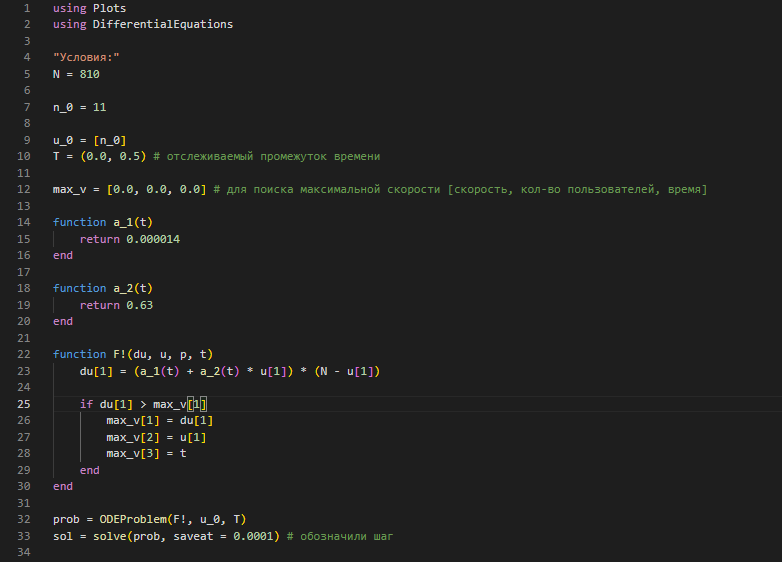 1 using Plots
2 using DifferentialEquations
3
4 "Условия:"
5 N = 810
6
7 n_0 = 11
8
9 u_0 = [n_0]
10 T = (0.0, 0.5) # отслеживаемый промежуток времени
11
12 max_v = [0.0, 0.0, 0.0] # для поиска максимальной скорости [скорость, кол-во пользователей, время]
13
14 function a_1(t)
15     return 0.000014
16 end
17
18 function a_2(t)
19     return 0.63
20 end
21
22 function F!(du, u, p, t)
23     du[1] = (a_1(t) + a_2(t) * u[1]) * (N - u[1])
24
25     if du[1] > max_v[1]
26         max_v[1] = du[1]
27         max_v[2] = u[1]
28         max_v[3] = t
29     end
30 end
31
32 prob = ODEProblem(F!, u_0, T)
33 sol = solve(prob, saveat = 0.0001) # обозначили шаг
34